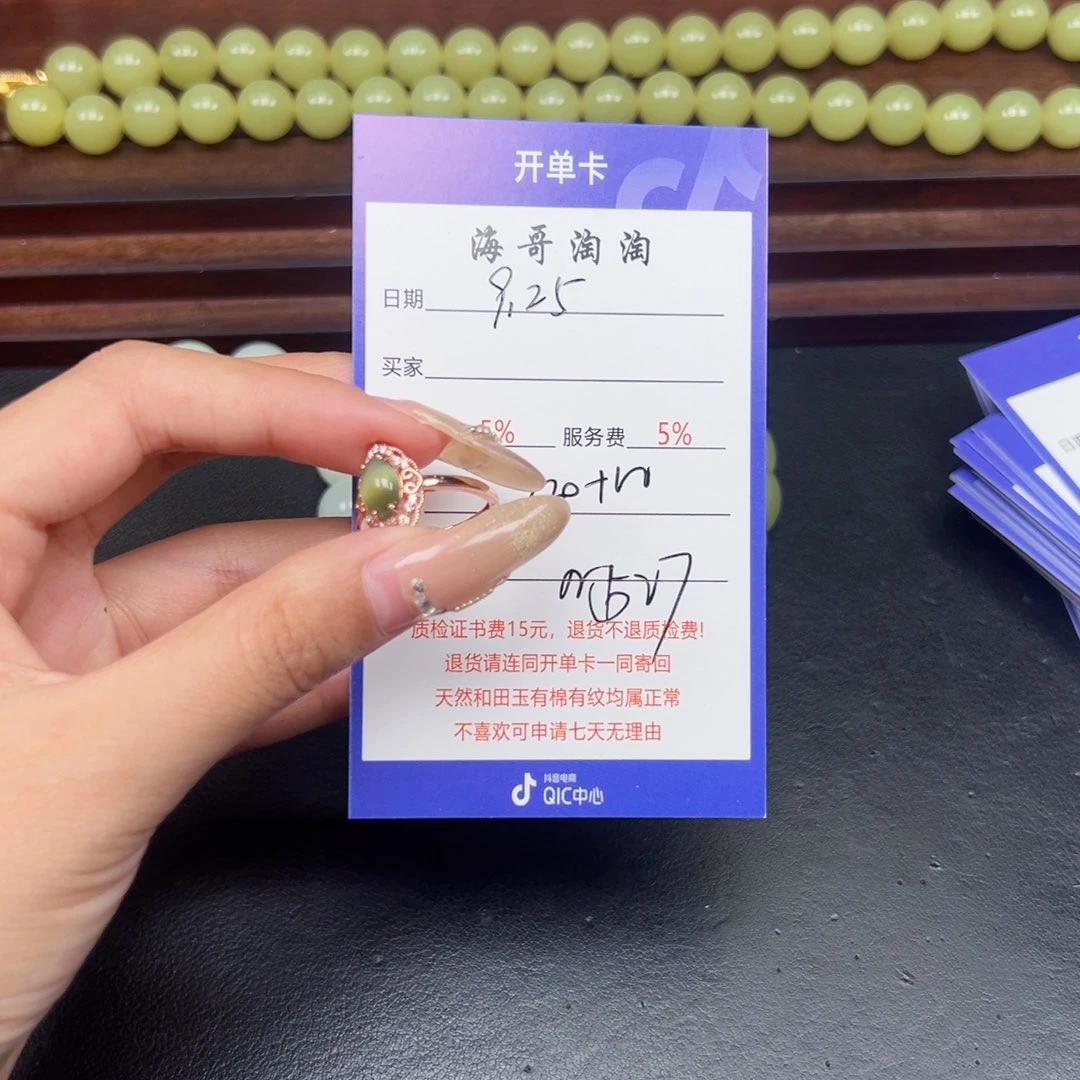 开单卡
海哥淘淘
日期 9.25
买家
5% 服务费 5%
质检证书费15元，退货不退质检费！
退货请连同开单卡一同寄回
天然和田玉有棉有纹均属正常
不喜欢可申请七天无理由
抖音电商
QIC中心